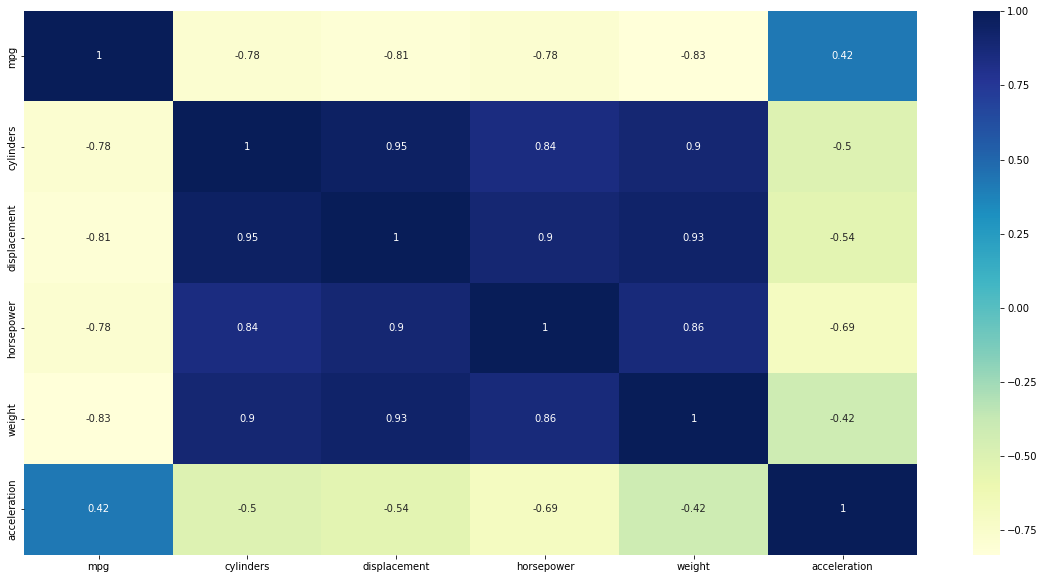 mpg 1 -0.78 -0.81 -0.78 -0.83 0.42
cylinders -0.78 1 0.95 0.84 0.9 -0.5
displacement -0.81 0.95 1 0.9 0.93 -0.54
horsepower -0.78 0.84 0.9 1 0.86 -0.69
weight -0.83 0.9 0.93 0.86 1 -0.42
acceleration 0.42 -0.5 -0.54 -0.69 -0.42 1
mpg cylinders displacement horsepower weight acceleration
1.00
0.75
0.50
0.25
0.00
−0.25
−0.50
−0.75